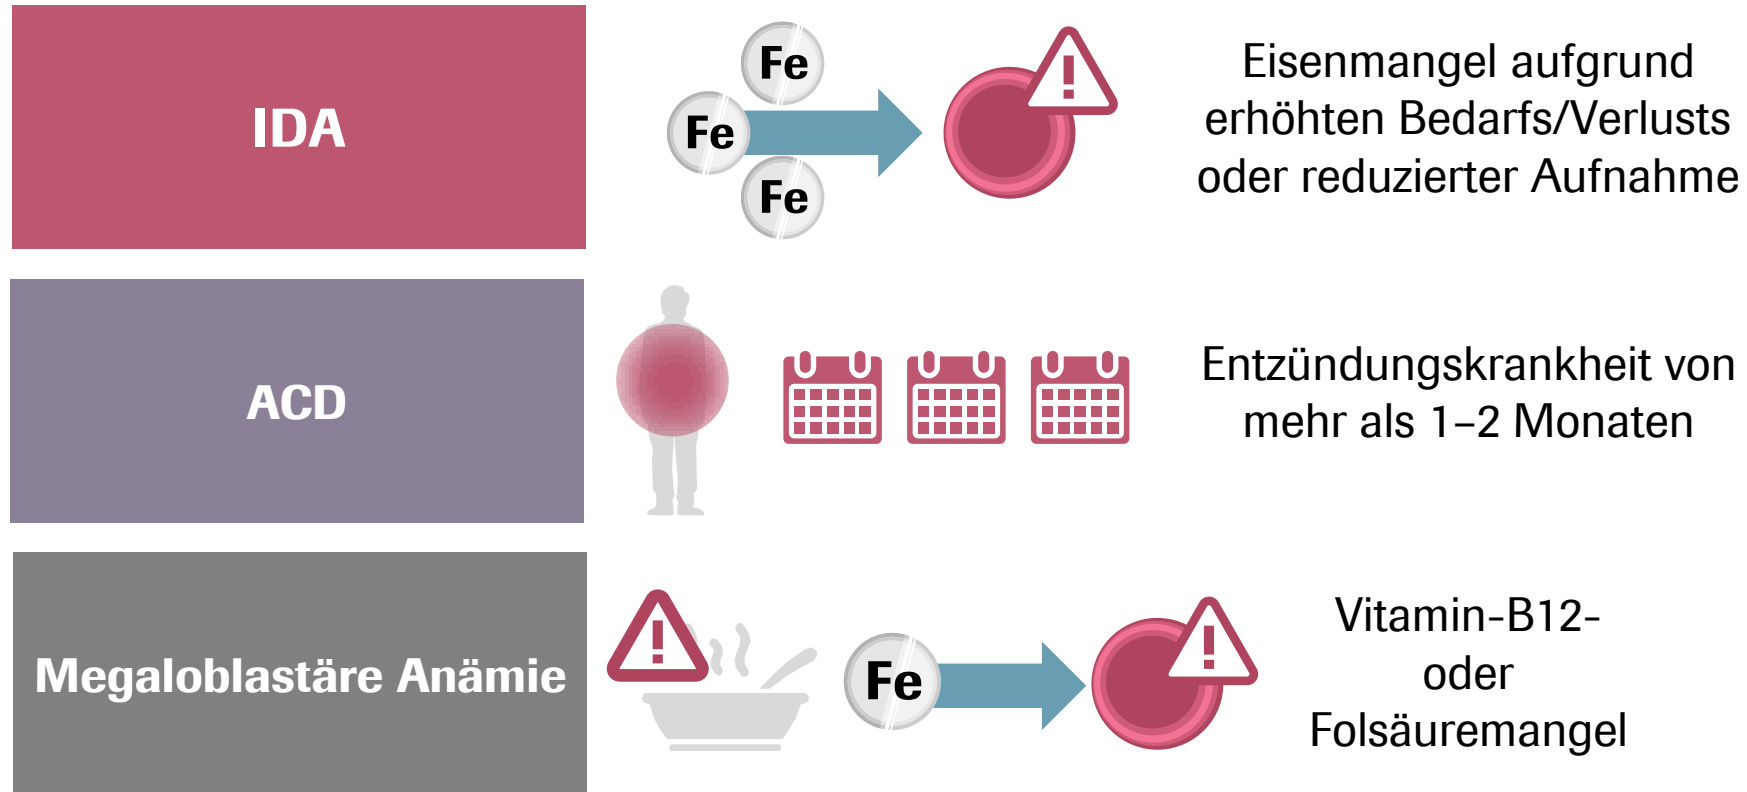 IDA
Fe
Fe
Fe
Eisenmangel aufgrund
erhöhten Bedarfs/Verlusts
oder reduzierter Aufnahme
ACD
Entzündungskrankheit von
mehr als 1–2 Monaten
Megaloblastäre Anämie
Fe
Vitamin-B12-
oder
Folsäuremangel